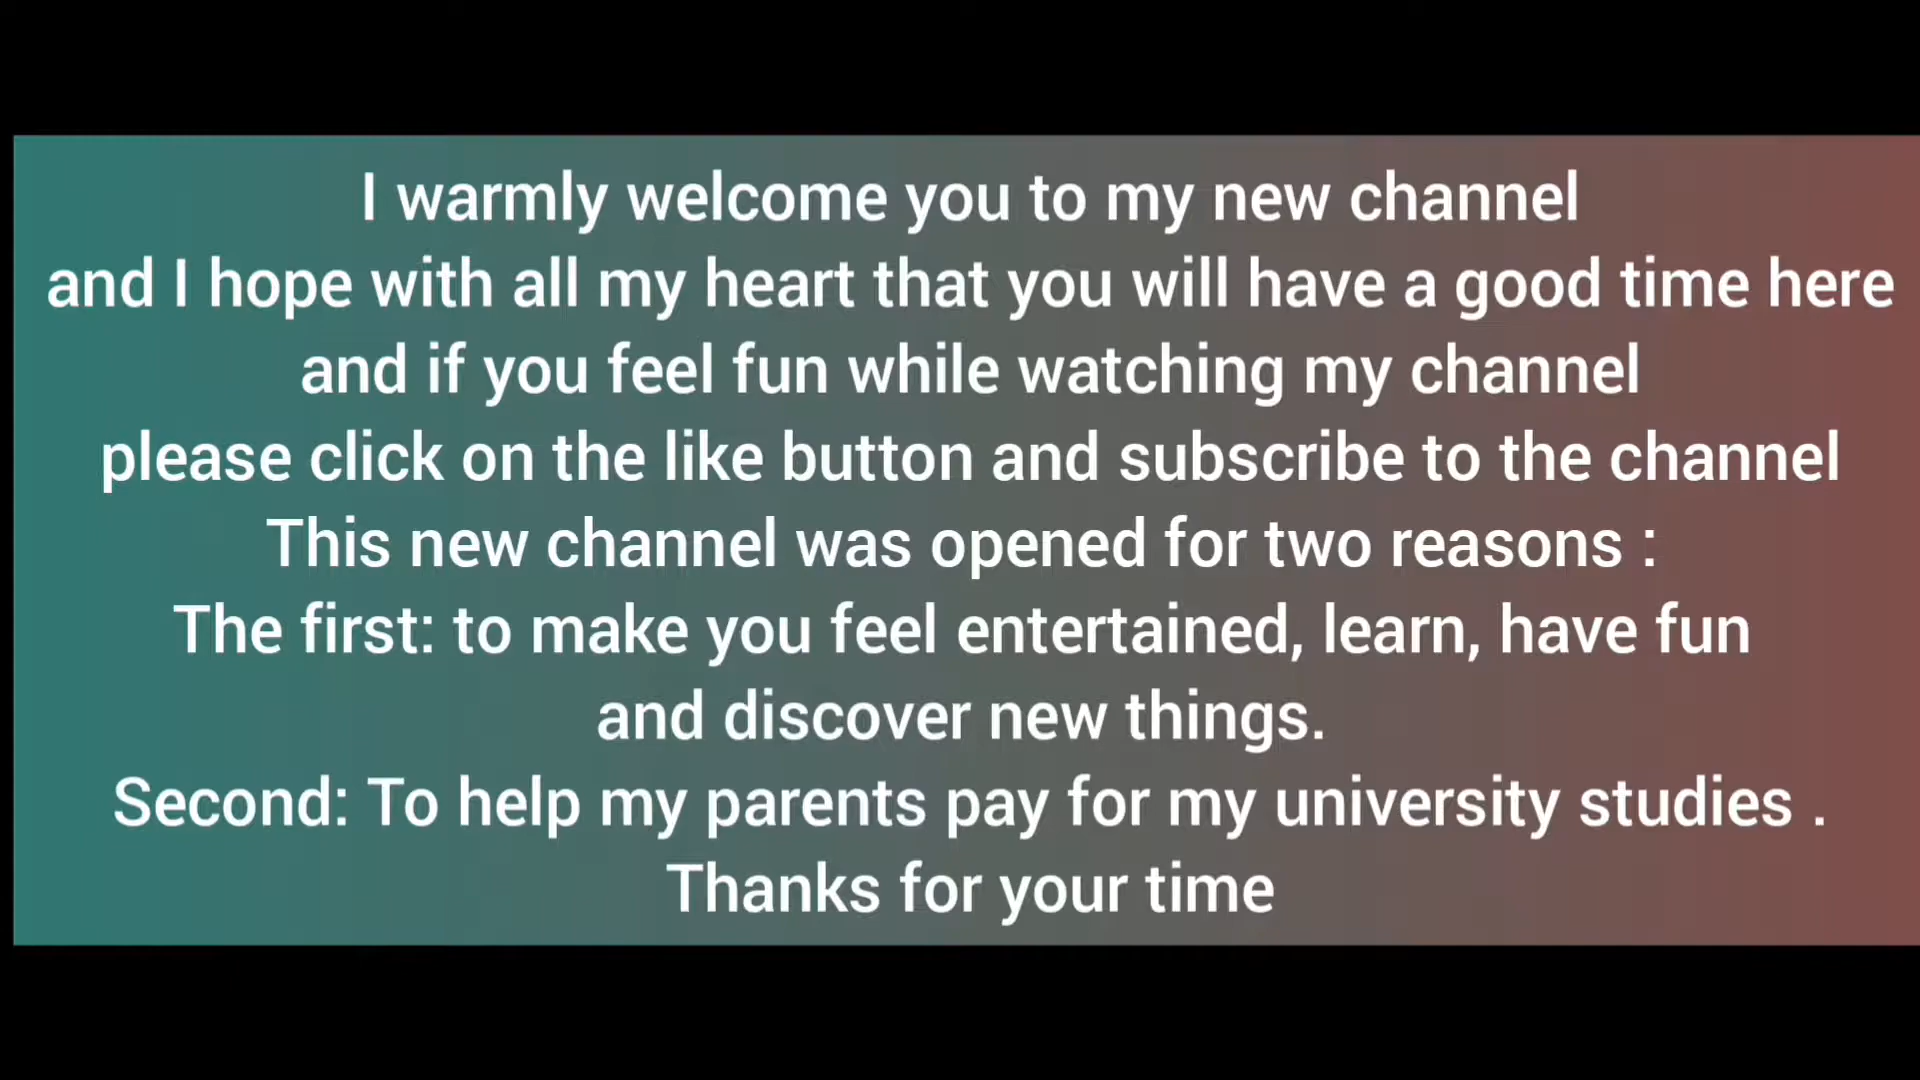 I warmly welcome you to my new channel
and I hope with all my heart that you will have a good time here
and if you feel fun while watching my channel
please click on the like button and subscribe to the channel
This new channel was opened for two reasons :
The first: to make you feel entertained, learn, have fun
and discover new things.
Second: To help my parents pay for my university studies .
Thanks for your time